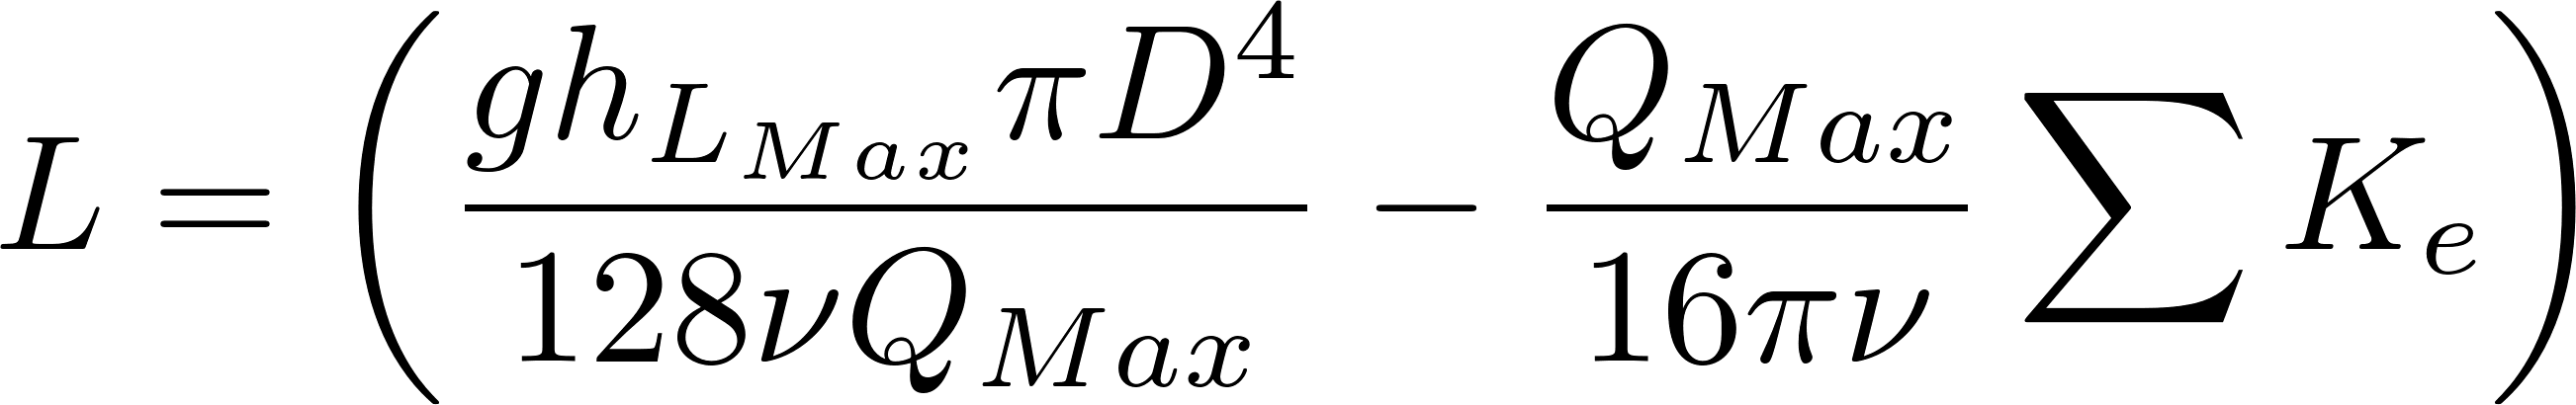 L = \left( \frac{g h_{L_{Max}} \pi D^4}{128 \nu Q_{Max}} - \frac{Q_{Max}}{16 \pi \nu} \sum K_e \right)